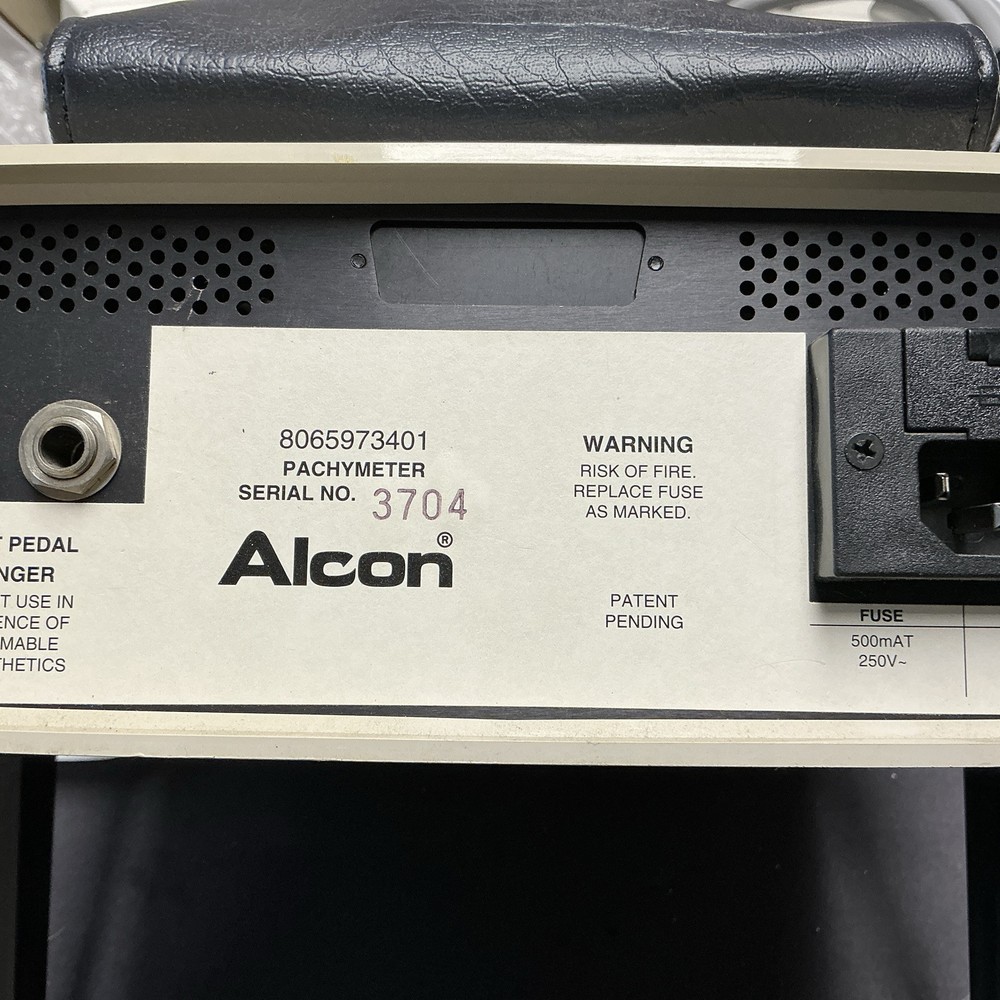 8065973401
PACHYMETER
SERIAL NO. 3704
Alcon®
WARNING
RISK OF FIRE.
REPLACE FUSE
AS MARKED.
PATENT
PENDING
T PEDAL
NGER
T USE IN
ENCE OF
MABLE
THETICS
FUSE
500mAT
250V~